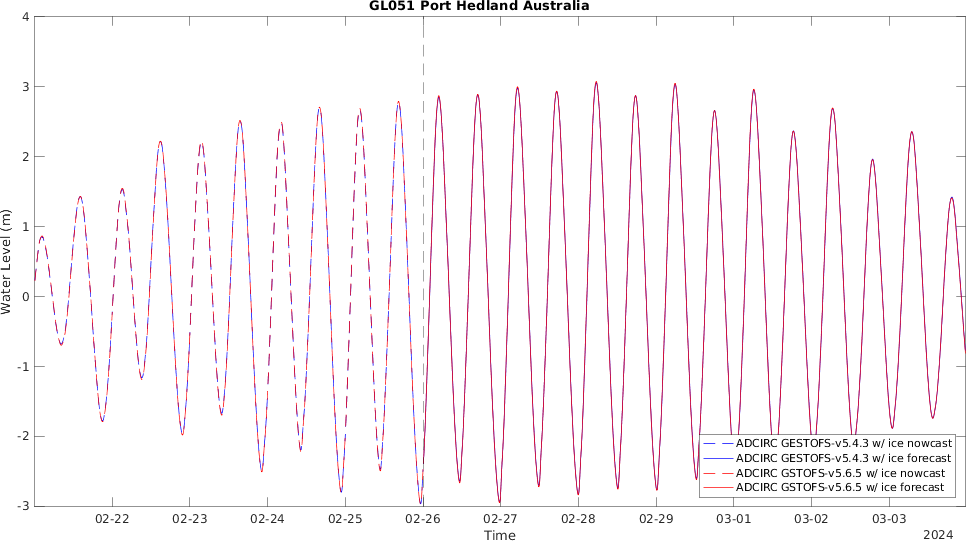 GL051 Port Hedland Australia
4
3
2
1
0
-1
-2
-3
Water Level (m)
ADCIRC GESTOFS-v5.4.3 w/ ice nowcast
ADCIRC GESTOFS-v5.4.3 w/ ice forecast
ADCIRC GSTOFS-v5.6.5 w/ ice nowcast
ADCIRC GSTOFS-v5.6.5 w/ ice forecast
02-22 02-23 02-24 02-25 02-26 02-27 02-28 02-29 03-01 03-02 03-03
Time
2024